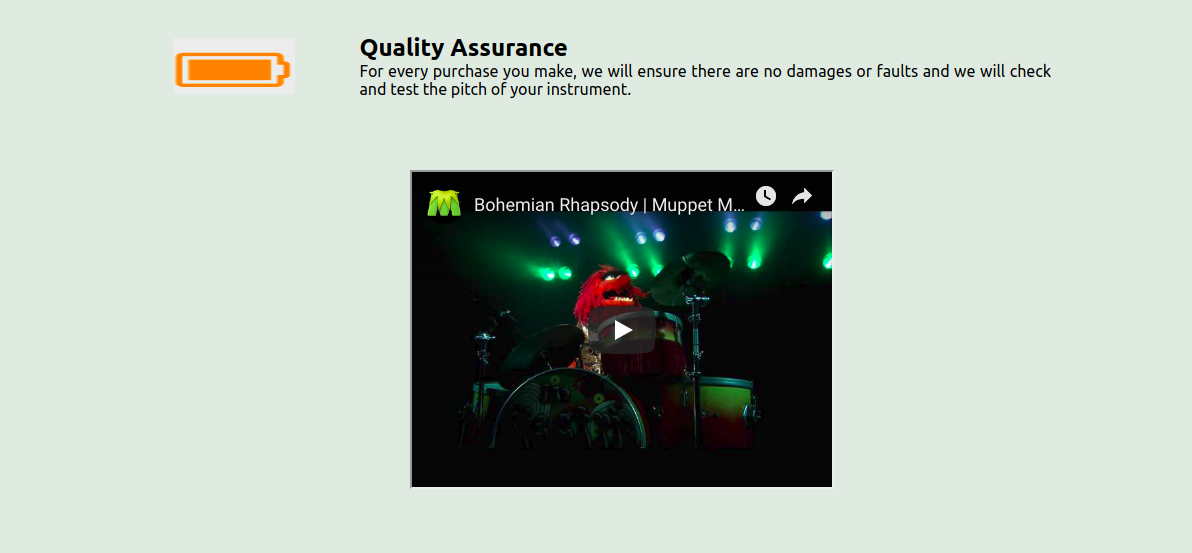 Quality Assurance
For every purchase you make, we will ensure there are no damages or faults and we will check
and test the pitch of your instrument.
Bohemian Rhapsody | Muppet M...